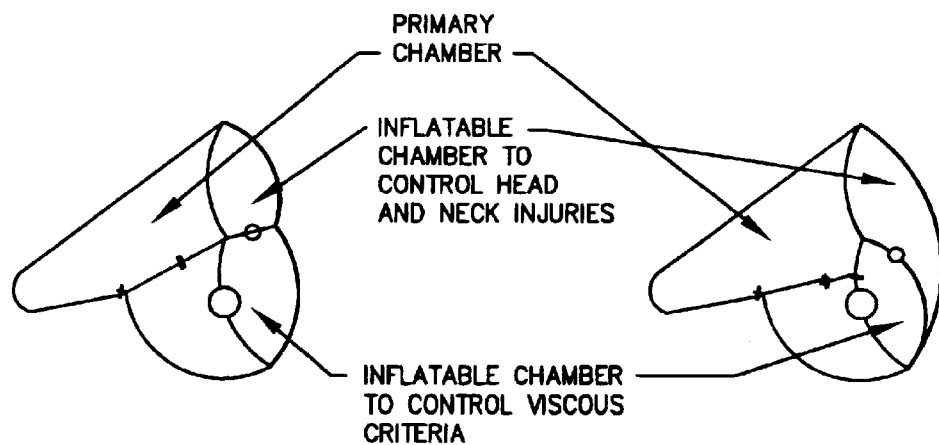 PRIMARY
CHAMBER
INFLATABLE
CHAMBER TO
CONTROL HEAD
AND NECK INJURIES
INFLATABLE CHAMBER
TO CONTROL VISCOUS
CRITERIA